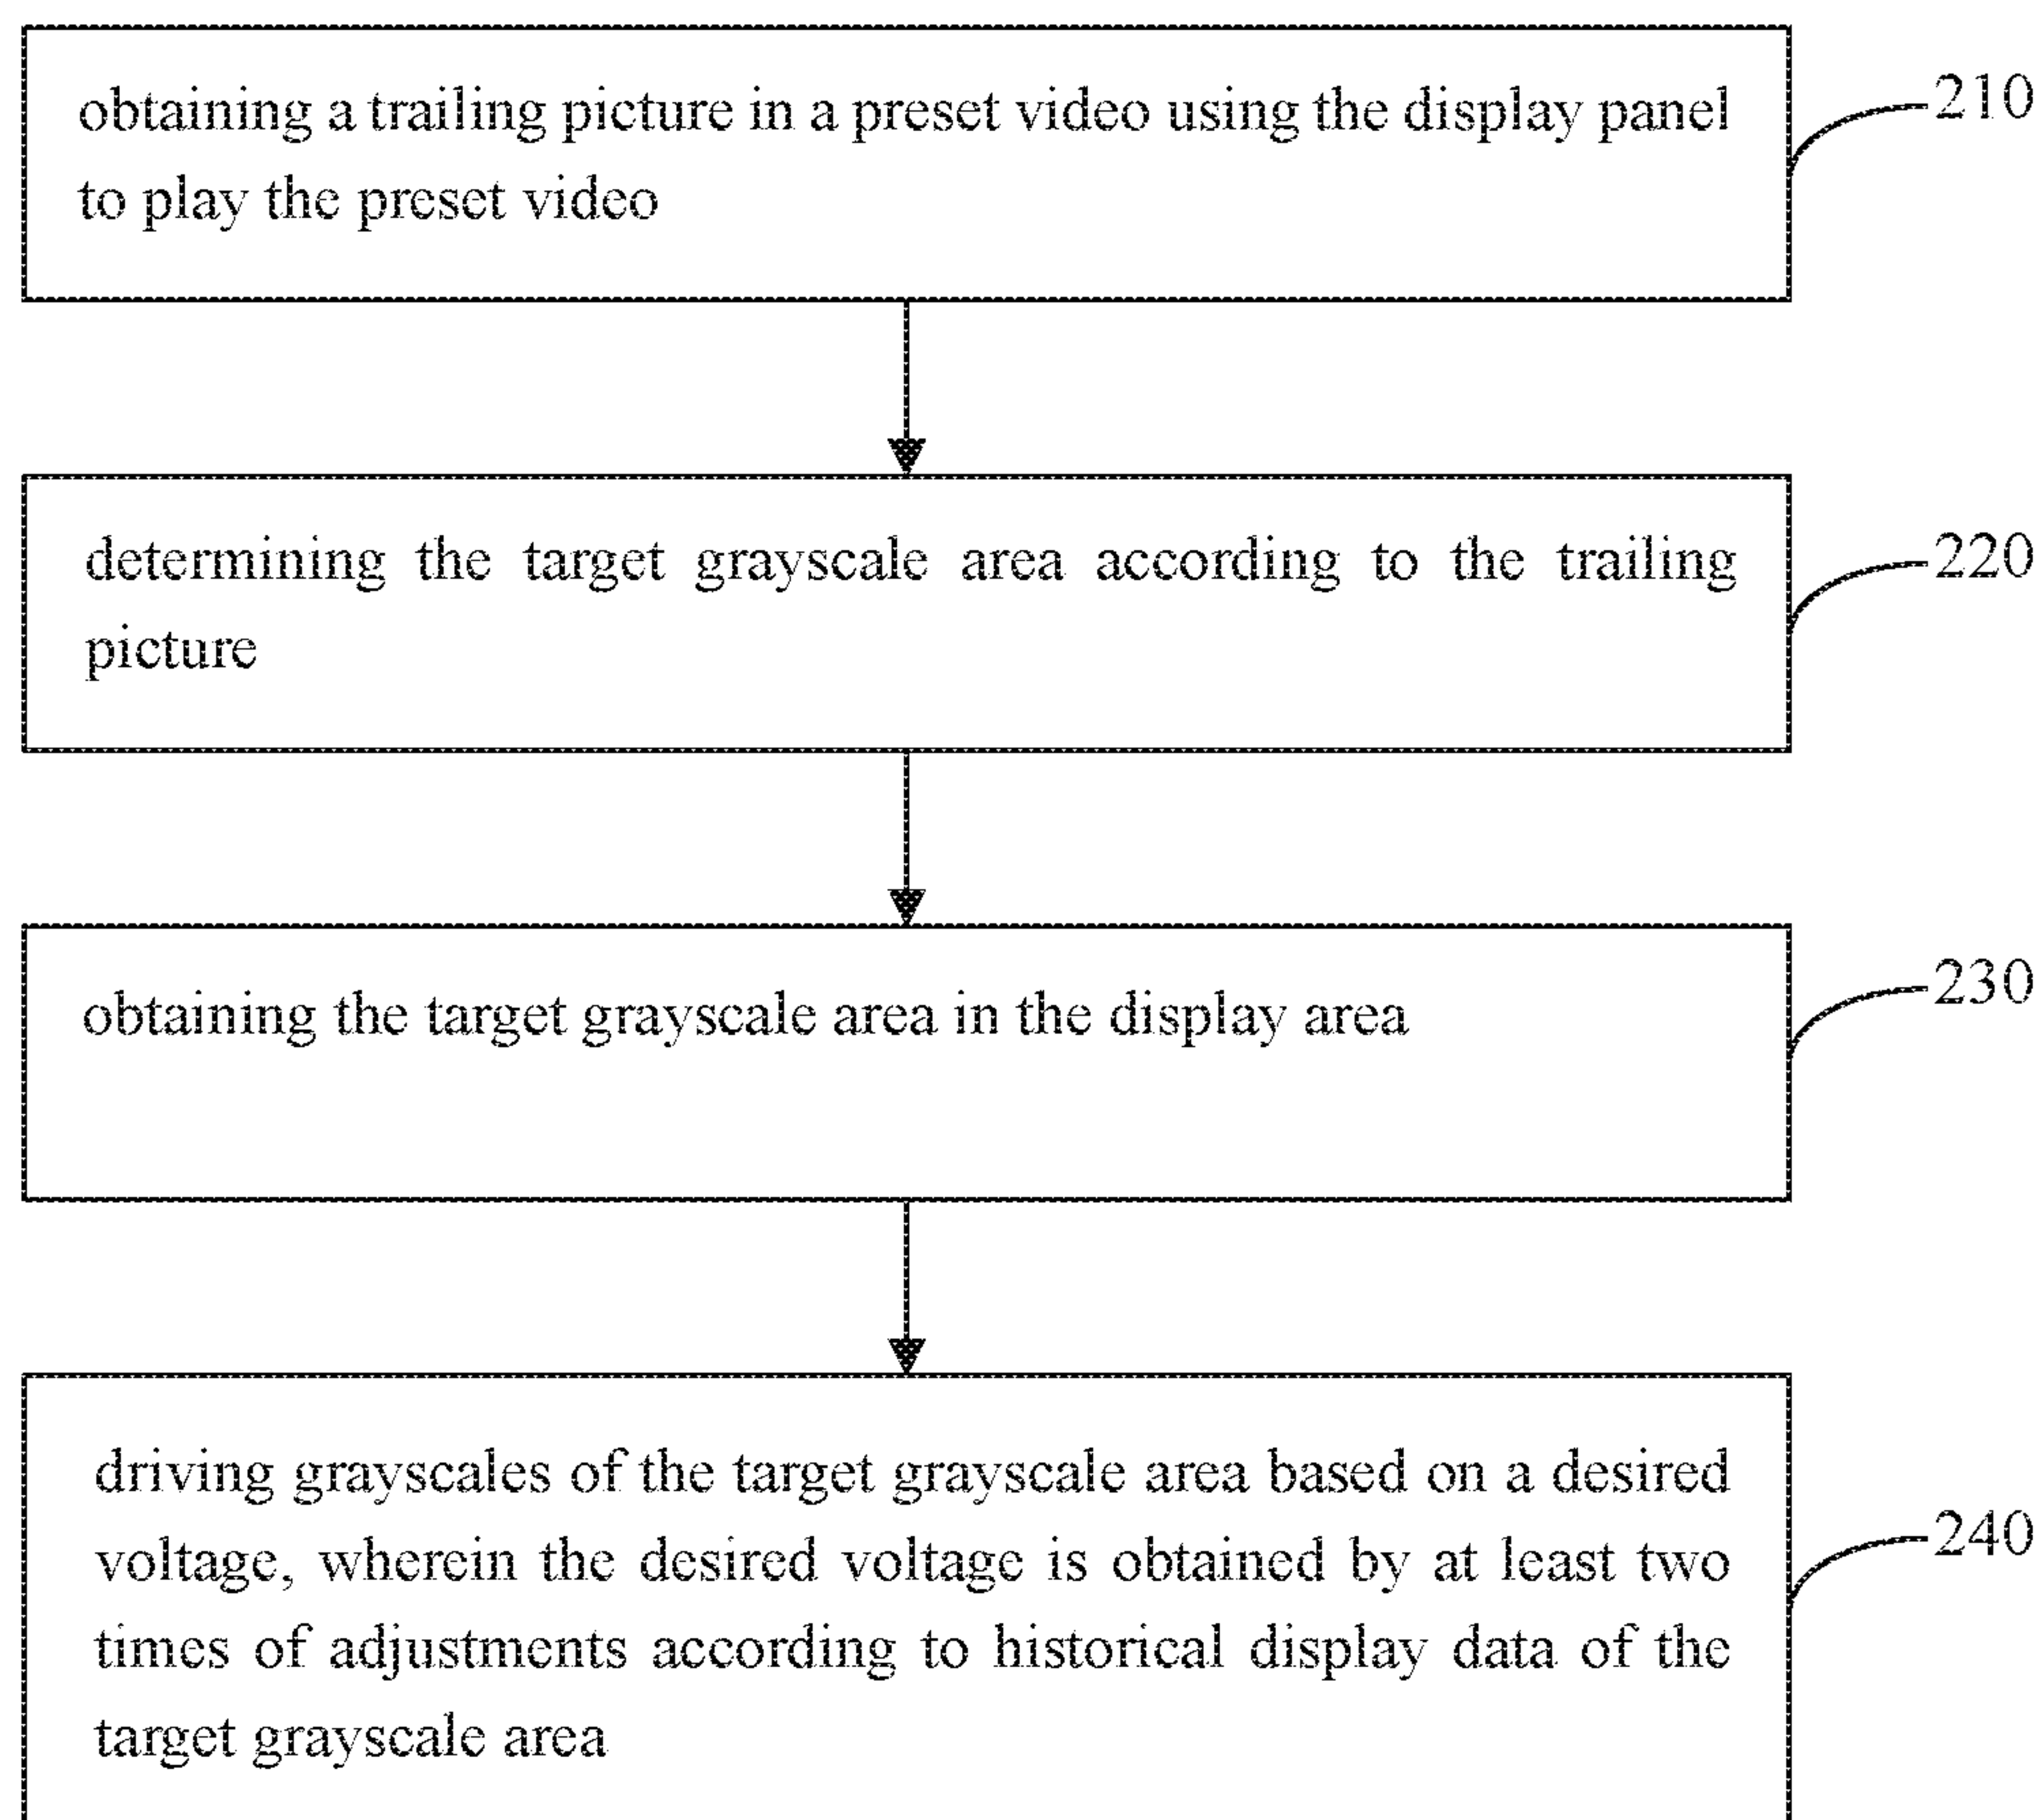 obtaining a trailing picture in a preset video using the display panel
to play the preset video
210
determining the target grayscale area according to the trailing
picture
220
obtaining the target grayscale area in the display area
230
driving grayscales of the target grayscale area based on a desired
voltage, wherein the desired voltage is obtained by at least two
times of adjustments according to historical display data of the
target grayscale area
240